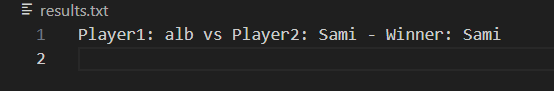 results.txt
1 Player1: alb vs Player2: Sami - Winner: Sami
2